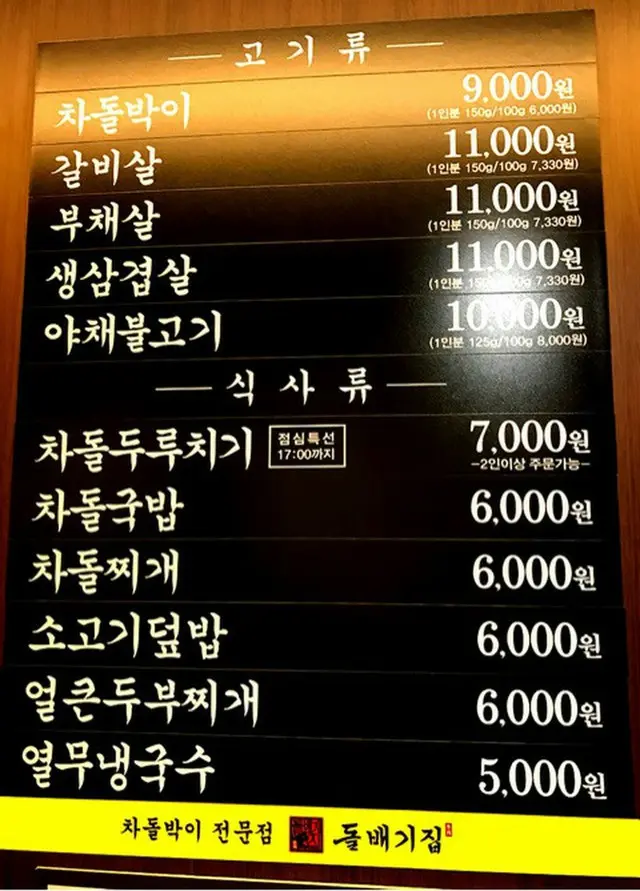 고기류
차돌박이 9,000원
(1인분 150g/100g 6,000원)
갈비살 11,000원
(1인분 150g/100g 7,330원)
부채살 11,000원
(1인분 150g/100g 7,330원)
생삼겹살 11,000원
(1인분 7,330원)
야채불고기 10,000원
(1인분 125g/100g 8,000원)
식사류
차돌두루치기 점심특선 7,000원
17:00까지 -2인이상 주문가능-
차돌국밥 6,000원
차돌찌개 6,000원
소고기덮밥 6,000원
얼큰두부찌개 6,000원
열무냉국수 5,000원
차돌박이 전문점 돌배기집